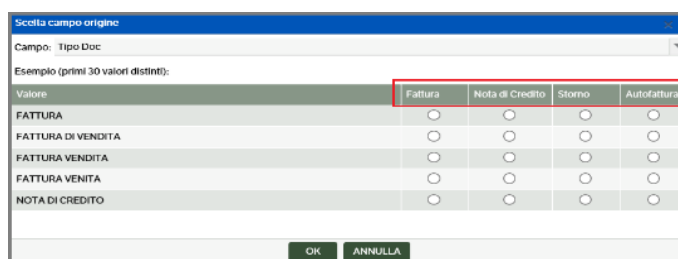 Scelta campo origine
Campo: Tipo Doc
Esempio (primi 30 valori distinti):
Valore Fattura Nota di Credito Storno Autofattura
FATTURA
FATTURA DI VENDITA
FATTURA VENDITA
FATTURA VENITA
NOTA DI CREDITO
OK ANNULLA